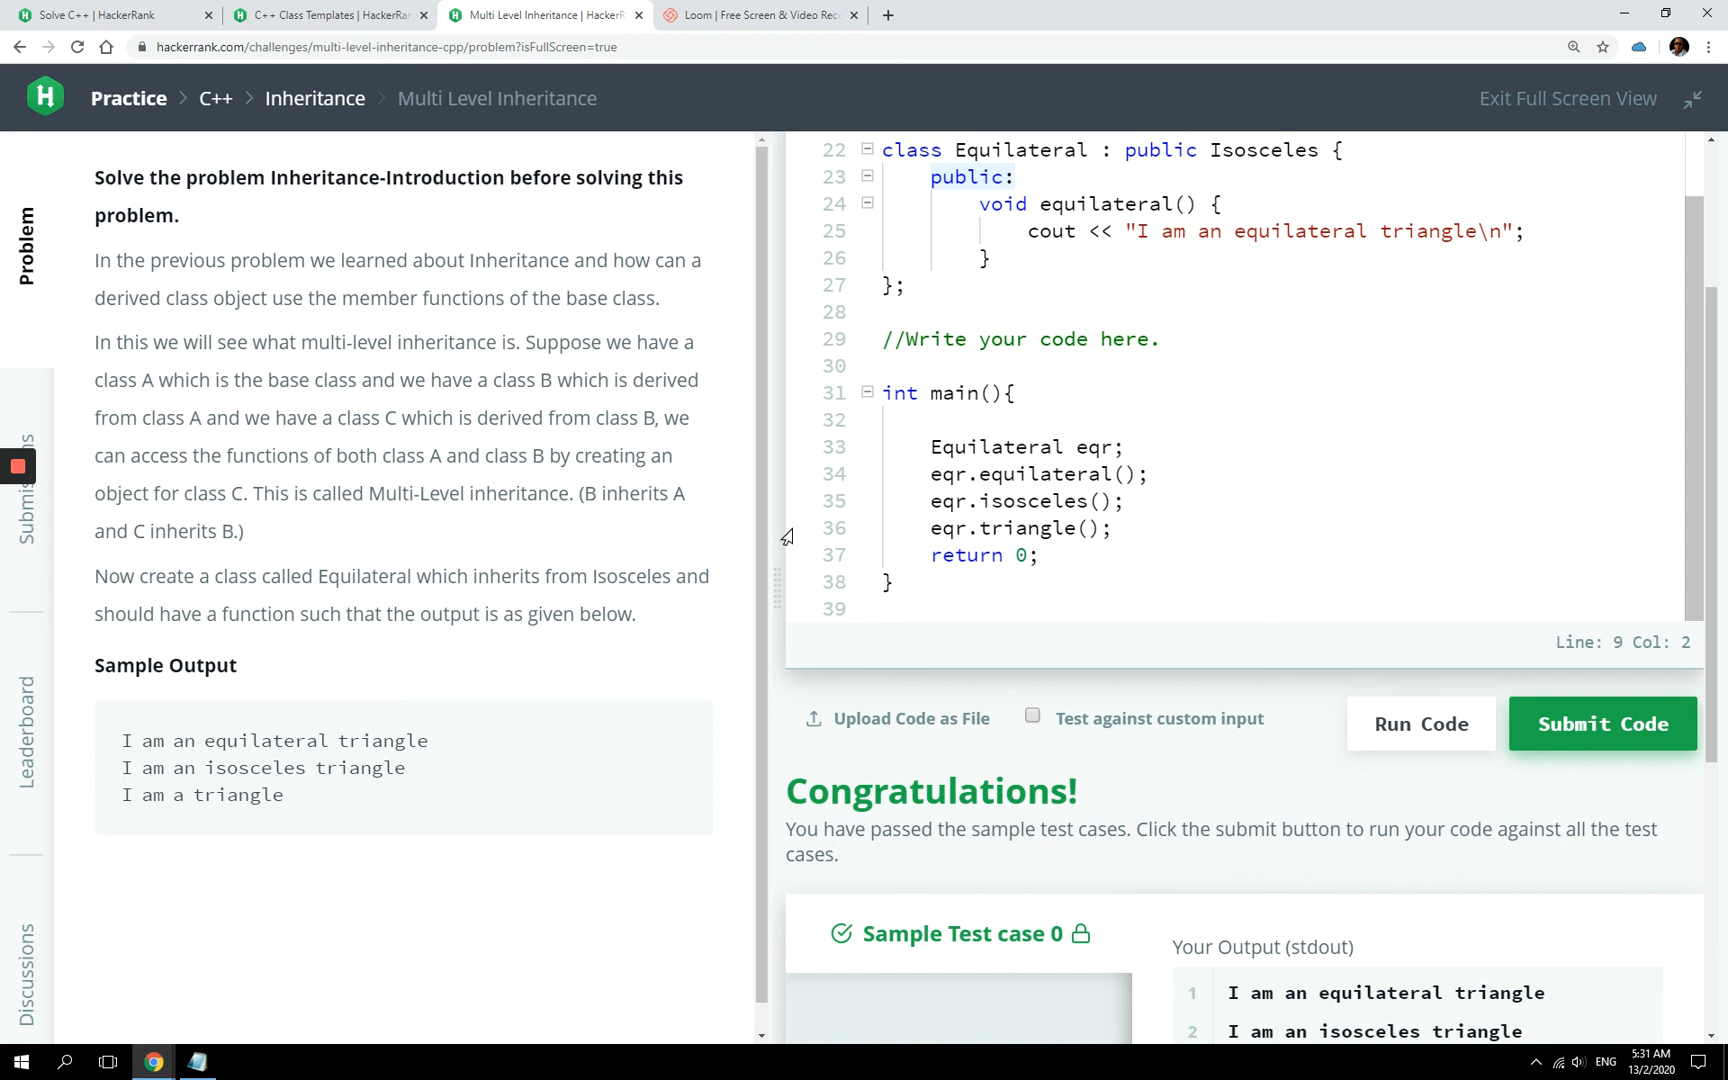 Solve C++ | HackerRank
C++ Class Templates | HackerRan
Multi Level Inheritance | HackerR
Loom | Free Screen & Video Reco
hackerrank.com/challenges/multi-level-inheritance-cpp/problem?isFullScreen=true
H
Practice > C++ > Inheritance > Multi Level Inheritance
Exit Full Screen View
Problem
Submis ns
Leaderboard
Discussions
Solve the problem Inheritance-Introduction before solving this
problem.
In the previous problem we learned about Inheritance and how can a
derived class object use the member functions of the base class.
In this we will see what multi-level inheritance is. Suppose we have a
class A which is the base class and we have a class B which is derived
from class A and we have a class C which is derived from class B, we
can access the functions of both class A and class B by creating an
object for class C. This is called Multi-Level inheritance. (B inherits A
and C inherits B.)
Now create a class called Equilateral which inherits from Isosceles and
should have a function such that the output is as given below.
Sample Output
I am an equilateral triangle
I am an isosceles triangle
I am a triangle
22 class Equilateral : public Isosceles {
23 public:
24 void equilateral() {
25 cout << "I am an equilateral triangle\n";
26 }
27 };
28
29 //Write your code here.
30
31 int main(){
32
33 Equilateral eqr;
34 eqr.equilateral();
35 eqr.isosceles();
36 eqr.triangle();
37 return 0;
38 }
39
Line: 9 Col: 2
Upload Code as File
Test against custom input
Run Code
Submit Code
Congratulations!
You have passed the sample test cases. Click the submit button to run your code against all the test
cases.
Sample Test case 0
Your Output (stdout)
1 I am an equilateral triangle
2 I am an isosceles triangle
ENG
5:31 AM
13/2/2020